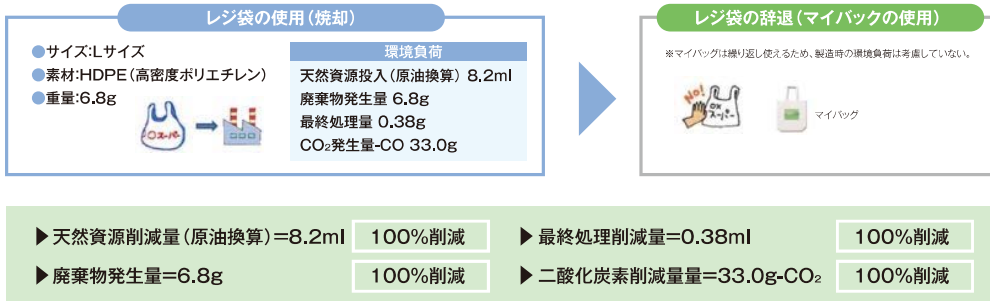 レジ袋の使用(焼却)
●サイズ:Lサイズ
●素材:HDPE(高密度ポリエチレン)
●重量:6.8g
○スーパー
環境負荷
天然資源投入(原油換算) 8.2ml
廃棄物発生量 6.8g
最終処理量 0.38g
CO₂発生量-CO 33.0g
レジ袋の辞退(マイバックの使用)
※マイバッグは繰り返し使えるため、製造時の環境負荷は考慮していない。
No!
○×スーパー
マイバッグ
▶天然資源削減量(原油換算)=8.2ml 100%削減
▶廃棄物発生量=6.8g 100%削減
▶最終処理削減量=0.38ml 100%削減
▶二酸化炭素削減量量=33.0g-CO₂ 100%削減